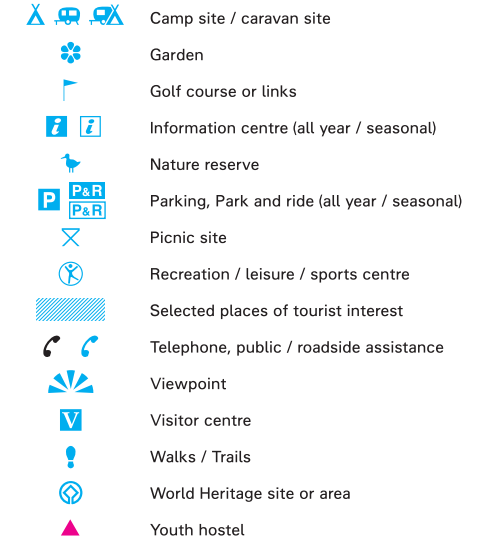 Camp site / caravan site
Garden
Golf course or links
i i Information centre (all year / seasonal)
Nature reserve
P&R
P Parking, Park and ride (all year / seasonal)
P&R
Picnic site
Recreation / leisure / sports centre
Selected places of tourist interest
Telephone, public / roadside assistance
Viewpoint
V Visitor centre
Walks / Trails
World Heritage site or area
Youth hostel